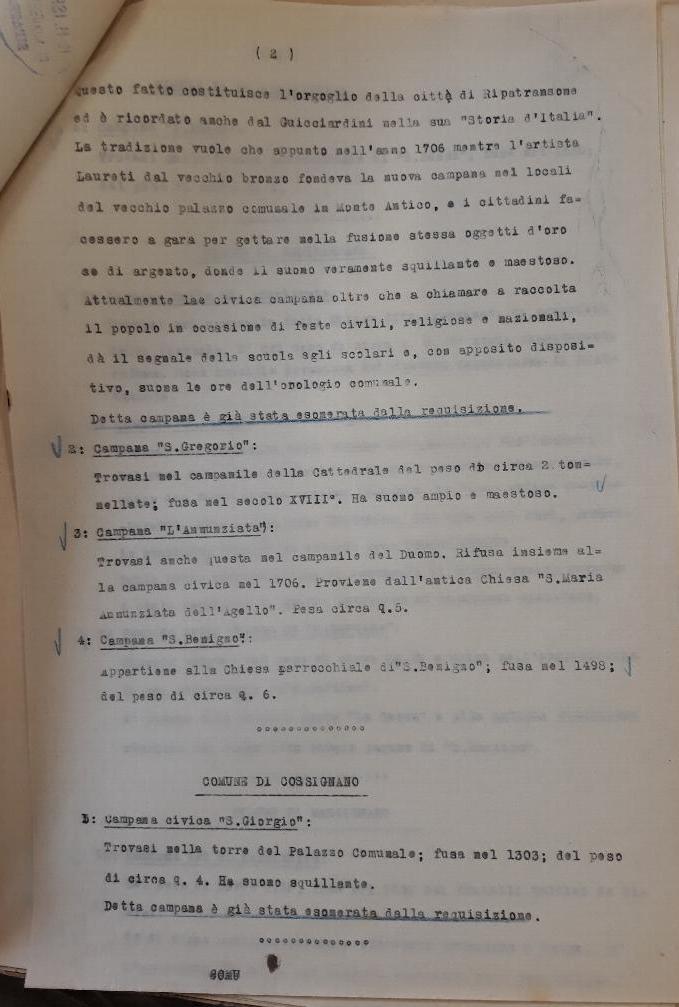 ( 2 )
questo fatto costituisce l'orgoglio della città di Ripatransone
ed è ricordato anche dal Guicciardini nella sua "Storia d'Italia".
La tradizione vuole che appunto nell'anno 1706 mentre l'artista
Laureti dal vecchio bronzo fondeva la nuova campana nei locali
del vecchio palazzo comunale in Monte Antico, e i cittadini fa=
cessero a gara per gettare nella fusione stessa oggetti d'oro
se di argento, donde il suono veramente squillante e maestoso.
Attualmente lae civica campana oltre che a chiamare a raccolta
il popolo in occasione di feste civili, religiose e nazionali,
dà il segnale della scuola agli scolari e, con apposito disposi=
tivo, suona le ore dell'onologio comunale.
Detta campana è già stata esonerata dalla requisizione.
2: Campana "S.Gregorio":
Trovasi nel campanile della Cattedrale del peso di circa 2 ton=
nellate; fusa nel secolo XVIII°. Ha suono ampio e maestoso.
3: Campana "L'Annunziata"):
Trovasi anche questa nel campanile del Duomo. Rifusa insieme al=
la campana civica nel 1706. Proviene dall'antica Chiesa "S.Maria
Annunziata dell'Agello". Pesa circa Q.5.
4: Campana "S.Benigno":
Appartiene alla Chiesa parrocchiale di"S.Benigno"; fusa nel 1498;
del peso di circa Q. 6.
°°°°°°°°°°°°°°
COMUNE DI COSSIGNANO
1: Campana civica "S.Giorgio":
Trovasi nella torre del Palazzo Comunale; fusa nel 1303; del peso
di circa Q. 4. Ha suono squillante.
Detta campana è già stata esonerata dalla requisizione.
°°°°°°°°°°°°°°
COMU